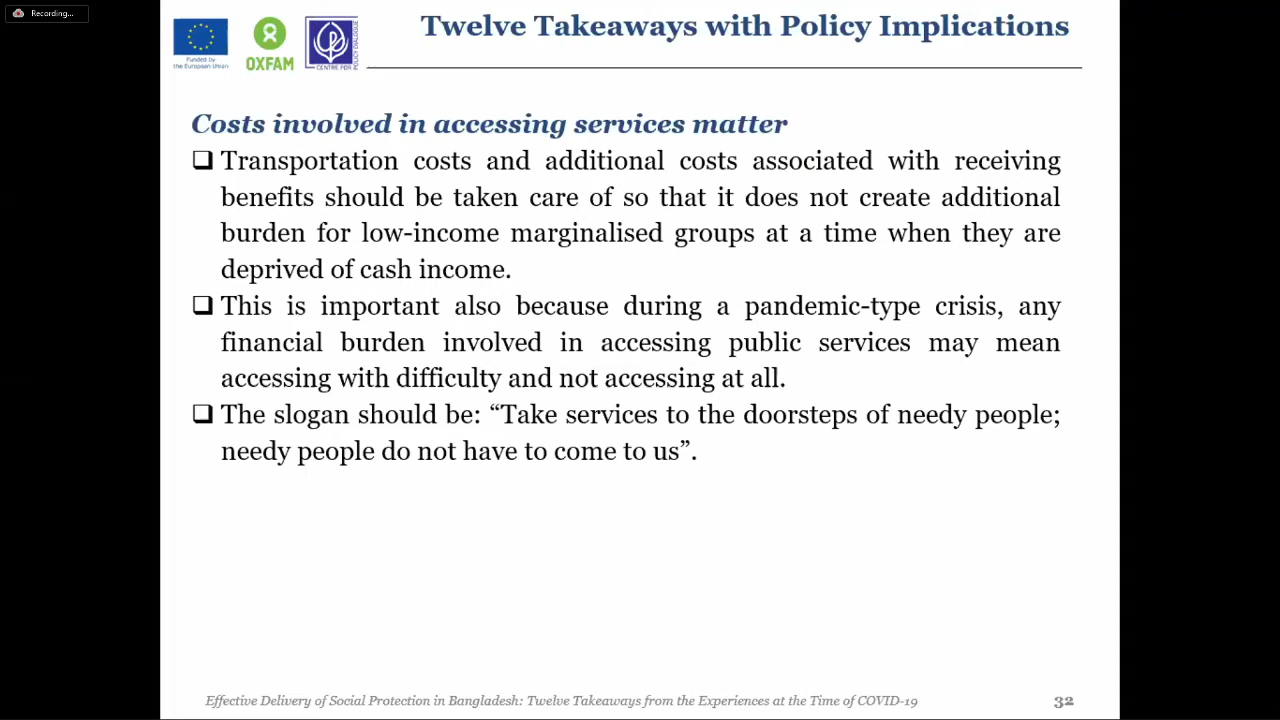 Recording...
Twelve Takeaways with Policy Implications
Funded by
the European Union
OXFAM
CENTRE FOR
POLICY DIALOGUE
Costs involved in accessing services matter
❑ Transportation costs and additional costs associated with receiving
benefits should be taken care of so that it does not create additional
burden for low-income marginalised groups at a time when they are
deprived of cash income.
❑ This is important also because during a pandemic-type crisis, any
financial burden involved in accessing public services may mean
accessing with difficulty and not accessing at all.
❑ The slogan should be: “Take services to the doorsteps of needy people;
needy people do not have to come to us”.
Effective Delivery of Social Protection in Bangladesh: Twelve Takeaways from the Experiences at the Time of COVID-19
32